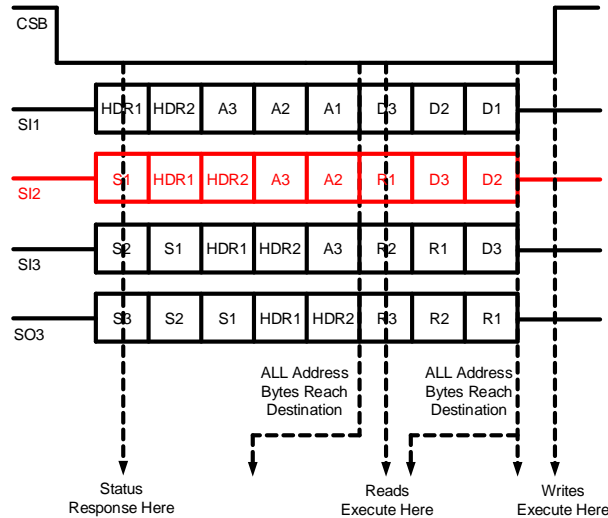 CSB
SI1 HDR1 HDR2 A3 A2 A1 D3 D2 D1
SI2 S1 HDR1 HDR2 A3 A2 R1 D3 D2
SI3 S2 S1 HDR1 HDR2 A3 R2 R1 D3
SO3 S3 S2 S1 HDR1 HDR2 R3 R2 R1
ALL Address
Bytes Reach
Destination
ALL Address
Bytes Reach
Destination
Status
Response Here
Reads
Execute Here
Writes
Execute Here